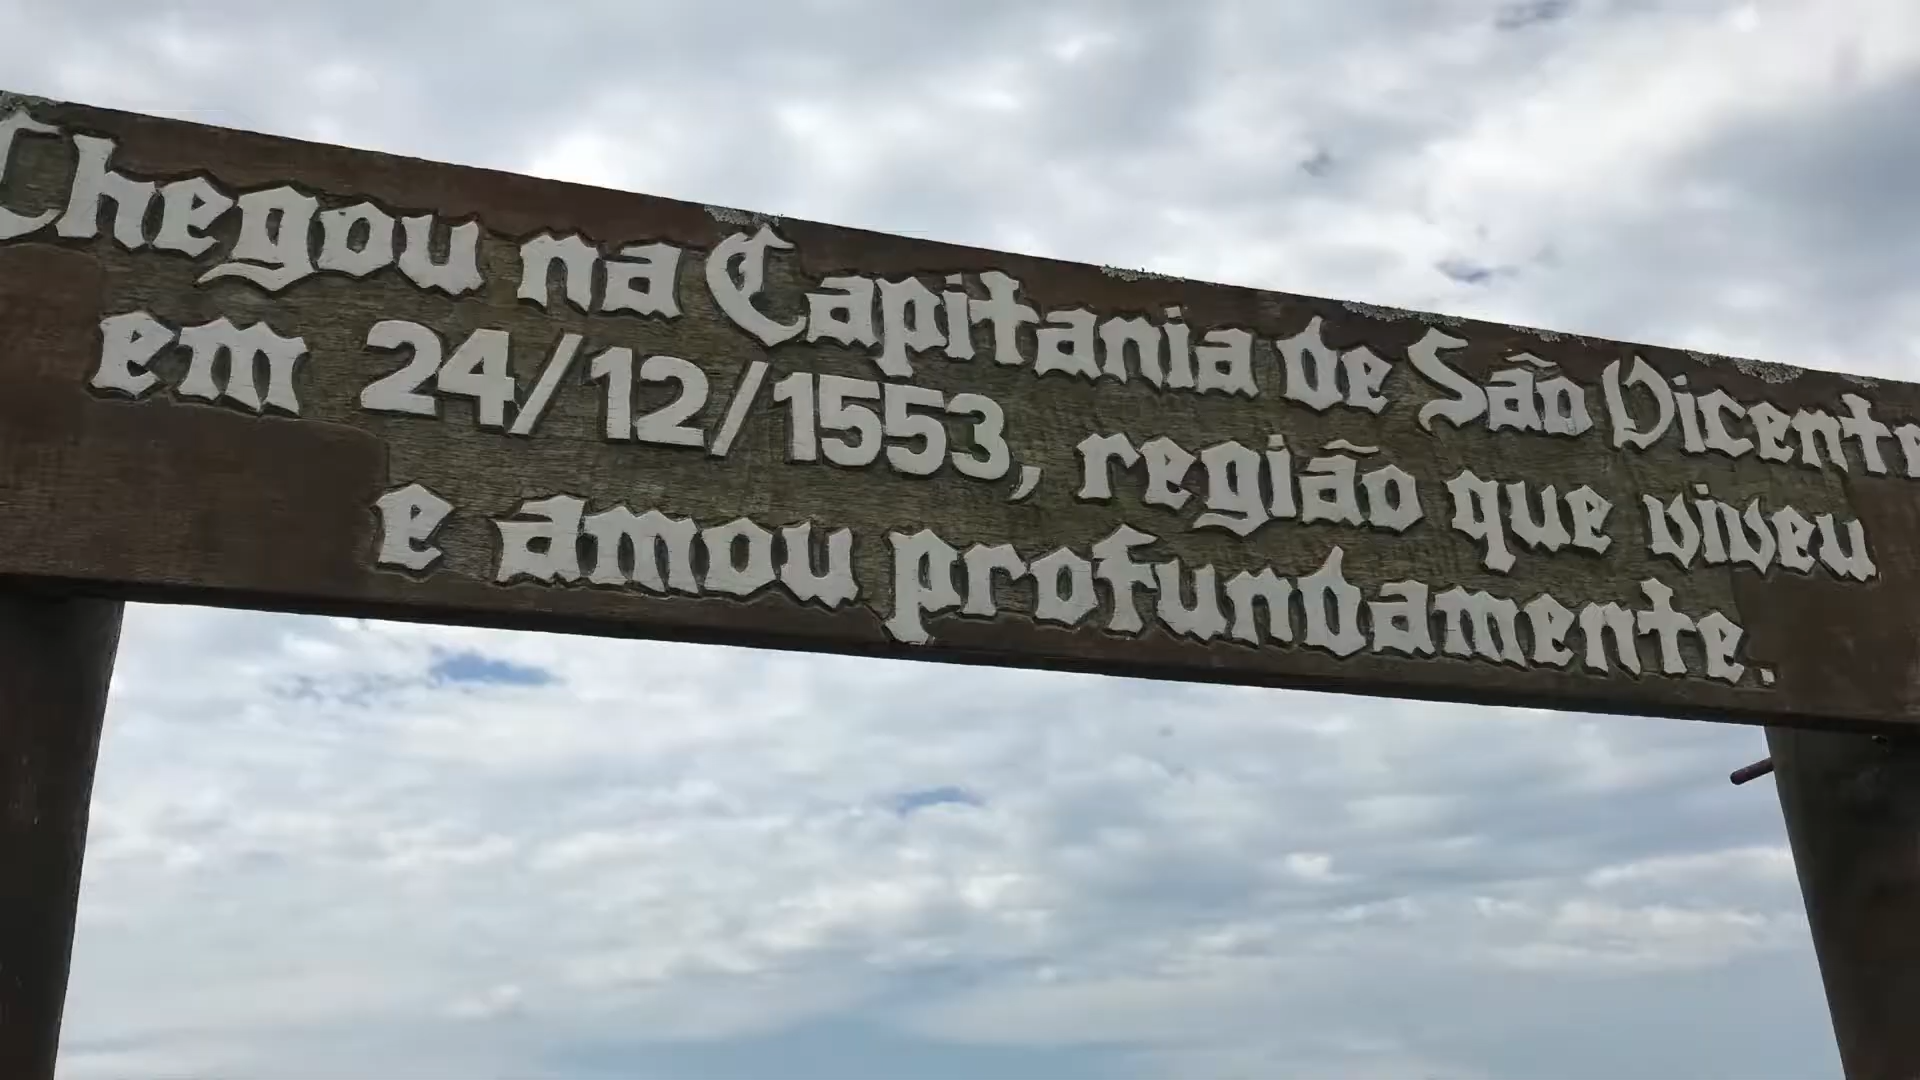 Chegou na Capitania de São Vicente
em 24/12/1553, região que viveu
e amou profundamente.